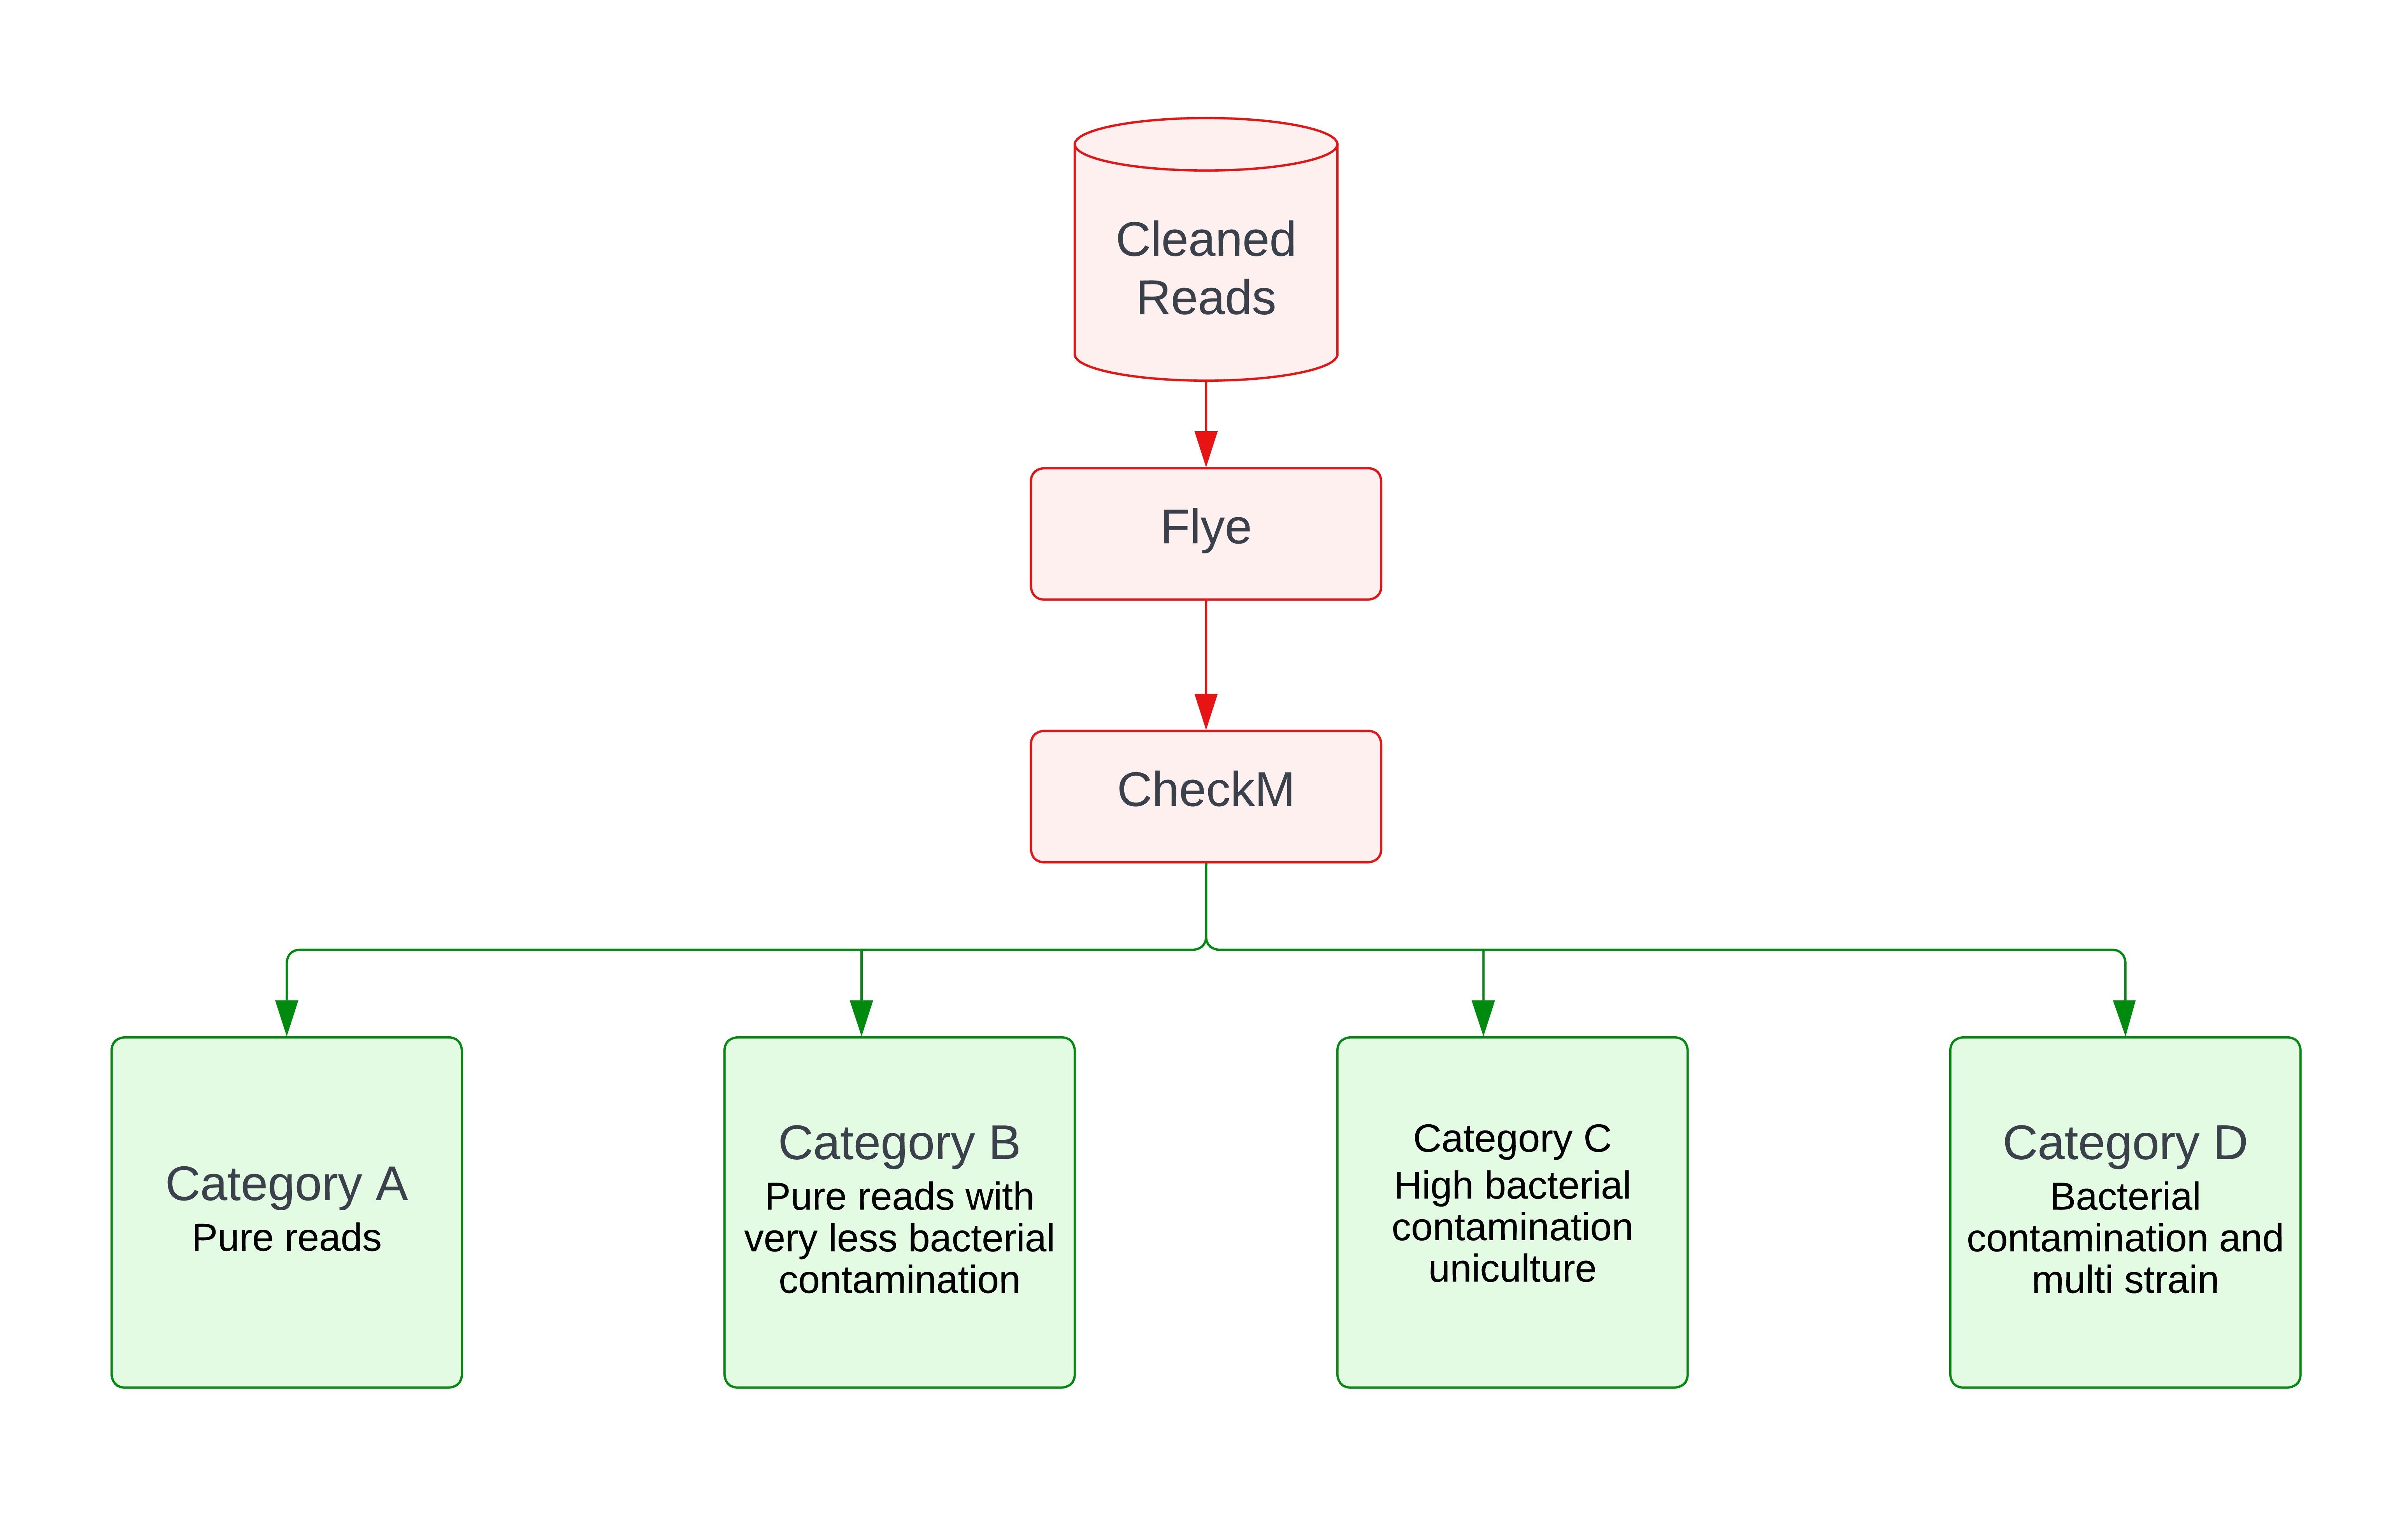 Cleaned
Reads
Flye
CheckM
Category A
Pure reads
Category B
Pure reads with
very less bacterial
contamination
Category C
High bacterial
contamination
uniculture
Category D
Bacterial
contamination and
multi strain